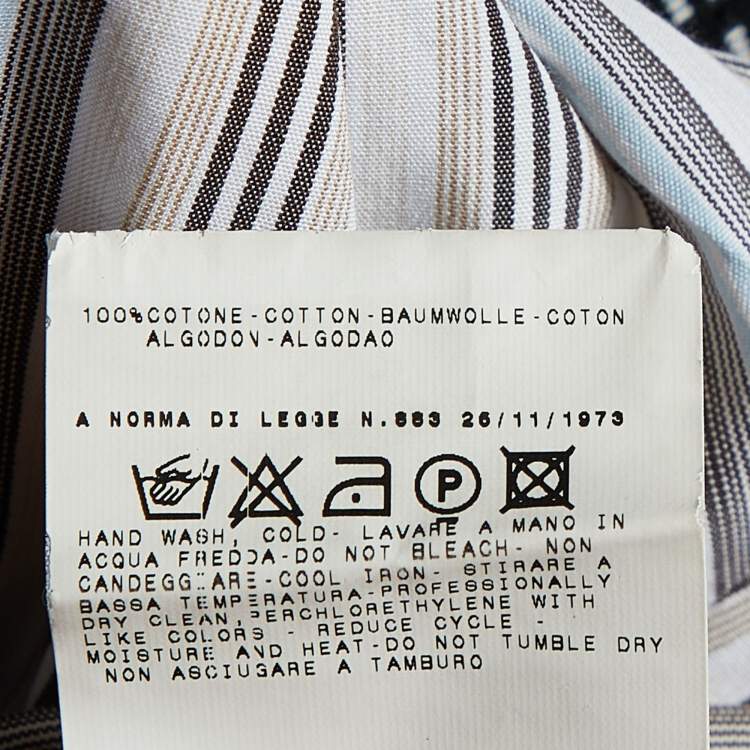 100%COTONE-COTTON-BAUMWOLLE-COTON
ALGODON-ALGODAO
A NORMA DI LEGGE N.883 26/11/1973
P
HAND WASH, COLD- LAVARE A MANO IN
ACQUA FREDDA-DO NOT BLEACH- NON
CANDEGGIARE-COOL IRON- STIRARE A
BASSA TEMPERATURA-PROFESSIONALLY
DRY CLEAN,PERCHLORETHYLENE WITH
LIKE COLORS - REDUCE CYCLE -
MOISTURE AND HEAT-DO NOT TUMBLE DRY
NON ASCIUGARE A TAMBURO